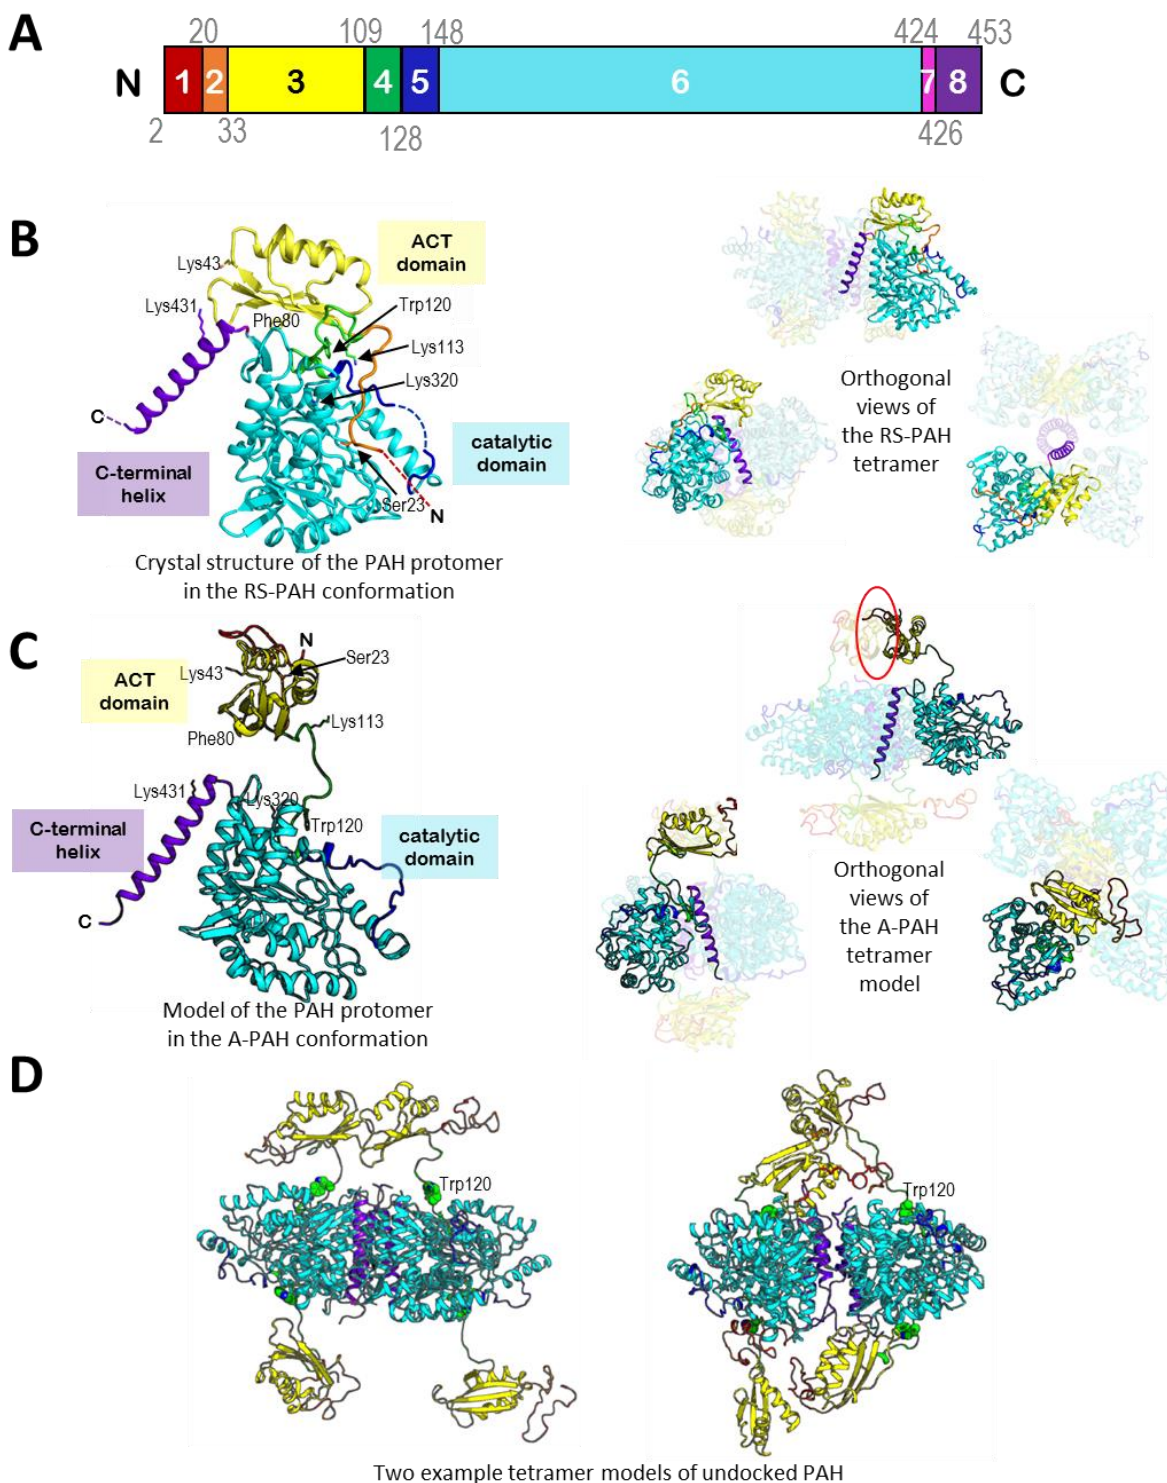 A
20 109 148 424 453
N 1 2 3 4 5 6 7 8 C
2 33 128 426
B
ACT
domain
Lys43
Lys431
Phe80
Trp120
Lys113
Lys320
C
C-terminal
helix
catalytic
domain
Ser23
N
Crystal structure of the PAH protomer
in the RS-PAH conformation
Orthogonal
views of
the RS-PAH
tetramer
C
N
Ser23
ACT
domain
Lys43
Lys113
Phe80
Lys431
Lys320
Trp120
C-terminal
helix
catalytic
domain
C
Model of the PAH protomer
in the A-PAH conformation
Orthogonal
views of
the A-PAH
tetramer
model
D
Trp120
Trp120
Two example tetramer models of undocked PAH